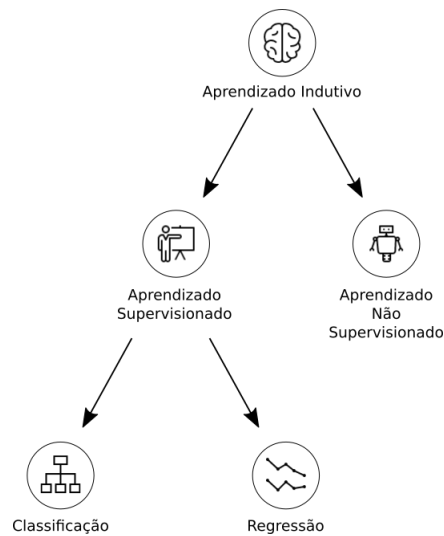 Aprendizado Indutivo
Aprendizado
Supervisionado
Aprendizado
Não
Supervisionado
Classificação
Regressão